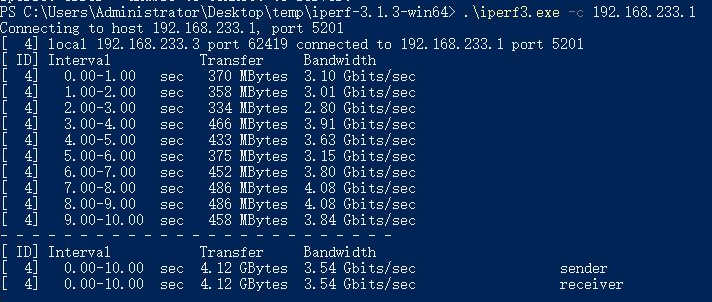 PS C:\Users\Administrator\Desktop\temp\iperf-3.1.3-win64> .\iperf3.exe -c 192.168.233.1
Connecting to host 192.168.233.1, port 5201
[  4] local 192.168.233.3 port 62419 connected to 192.168.233.1 port 5201
[ ID] Interval           Transfer     Bandwidth
[  4]   0.00-1.00   sec   370 MBytes  3.10 Gbits/sec
[  4]   1.00-2.00   sec   358 MBytes  3.01 Gbits/sec
[  4]   2.00-3.00   sec   334 MBytes  2.80 Gbits/sec
[  4]   3.00-4.00   sec   466 MBytes  3.91 Gbits/sec
[  4]   4.00-5.00   sec   433 MBytes  3.63 Gbits/sec
[  4]   5.00-6.00   sec   375 MBytes  3.15 Gbits/sec
[  4]   6.00-7.00   sec   452 MBytes  3.80 Gbits/sec
[  4]   7.00-8.00   sec   486 MBytes  4.08 Gbits/sec
[  4]   8.00-9.00   sec   486 MBytes  4.08 Gbits/sec
[  4]   9.00-10.00  sec   458 MBytes  3.84 Gbits/sec
- - - - - - - - - - - - - - - - - - - - - - - - -
[ ID] Interval           Transfer     Bandwidth
[  4]   0.00-10.00  sec  4.12 GBytes  3.54 Gbits/sec                  sender
[  4]   0.00-10.00  sec  4.12 GBytes  3.54 Gbits/sec                  receiver